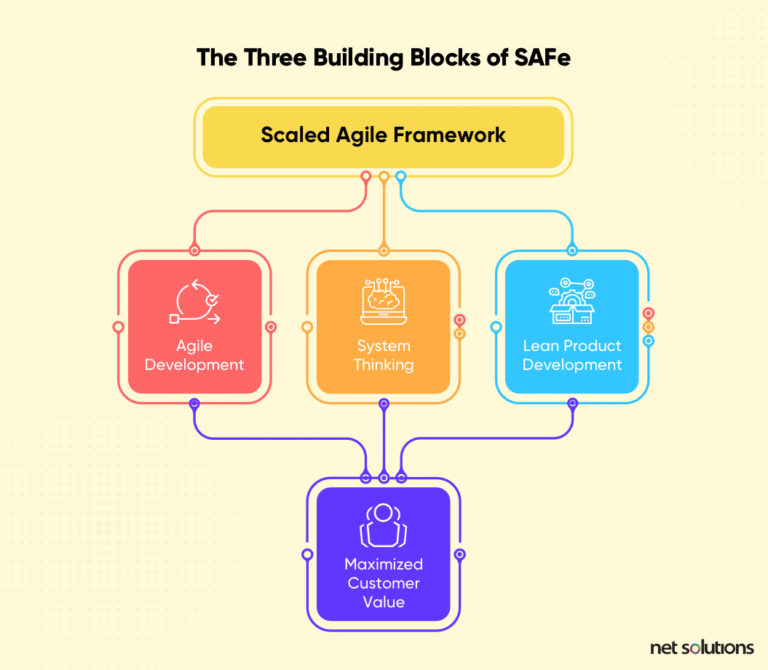 The Three Building Blocks of SAFe
Scaled Agile Framework
Agile
Development
System
Thinking
Lean Product
Development
Maximized
Customer
Value
net solutions